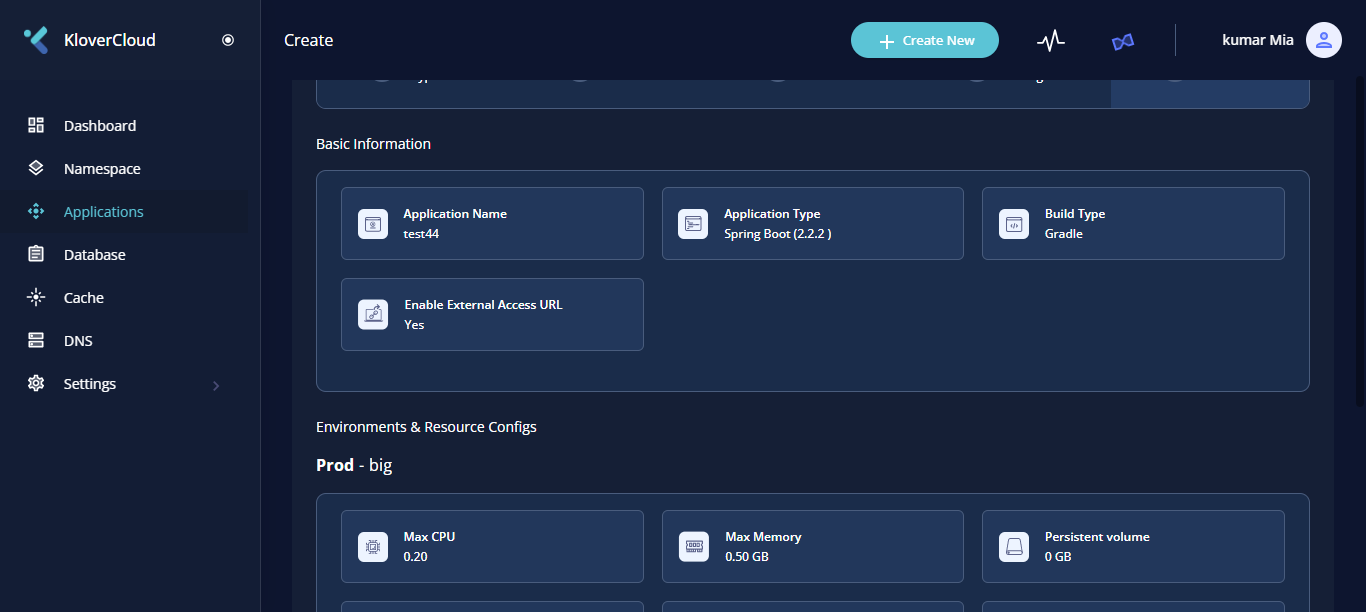 KloverCloud
Create
Create New
kumar Mia
Dashboard
Namespace
Applications
Database
Cache
DNS
Settings
Basic Information
Application Name
test44
Application Type
Spring Boot (2.2.2 )
Build Type
Gradle
Enable External Access URL
Yes
Environments & Resource Configs
Prod - big
Max CPU
0.20
Max Memory
0.50 GB
Persistent volume
0 GB